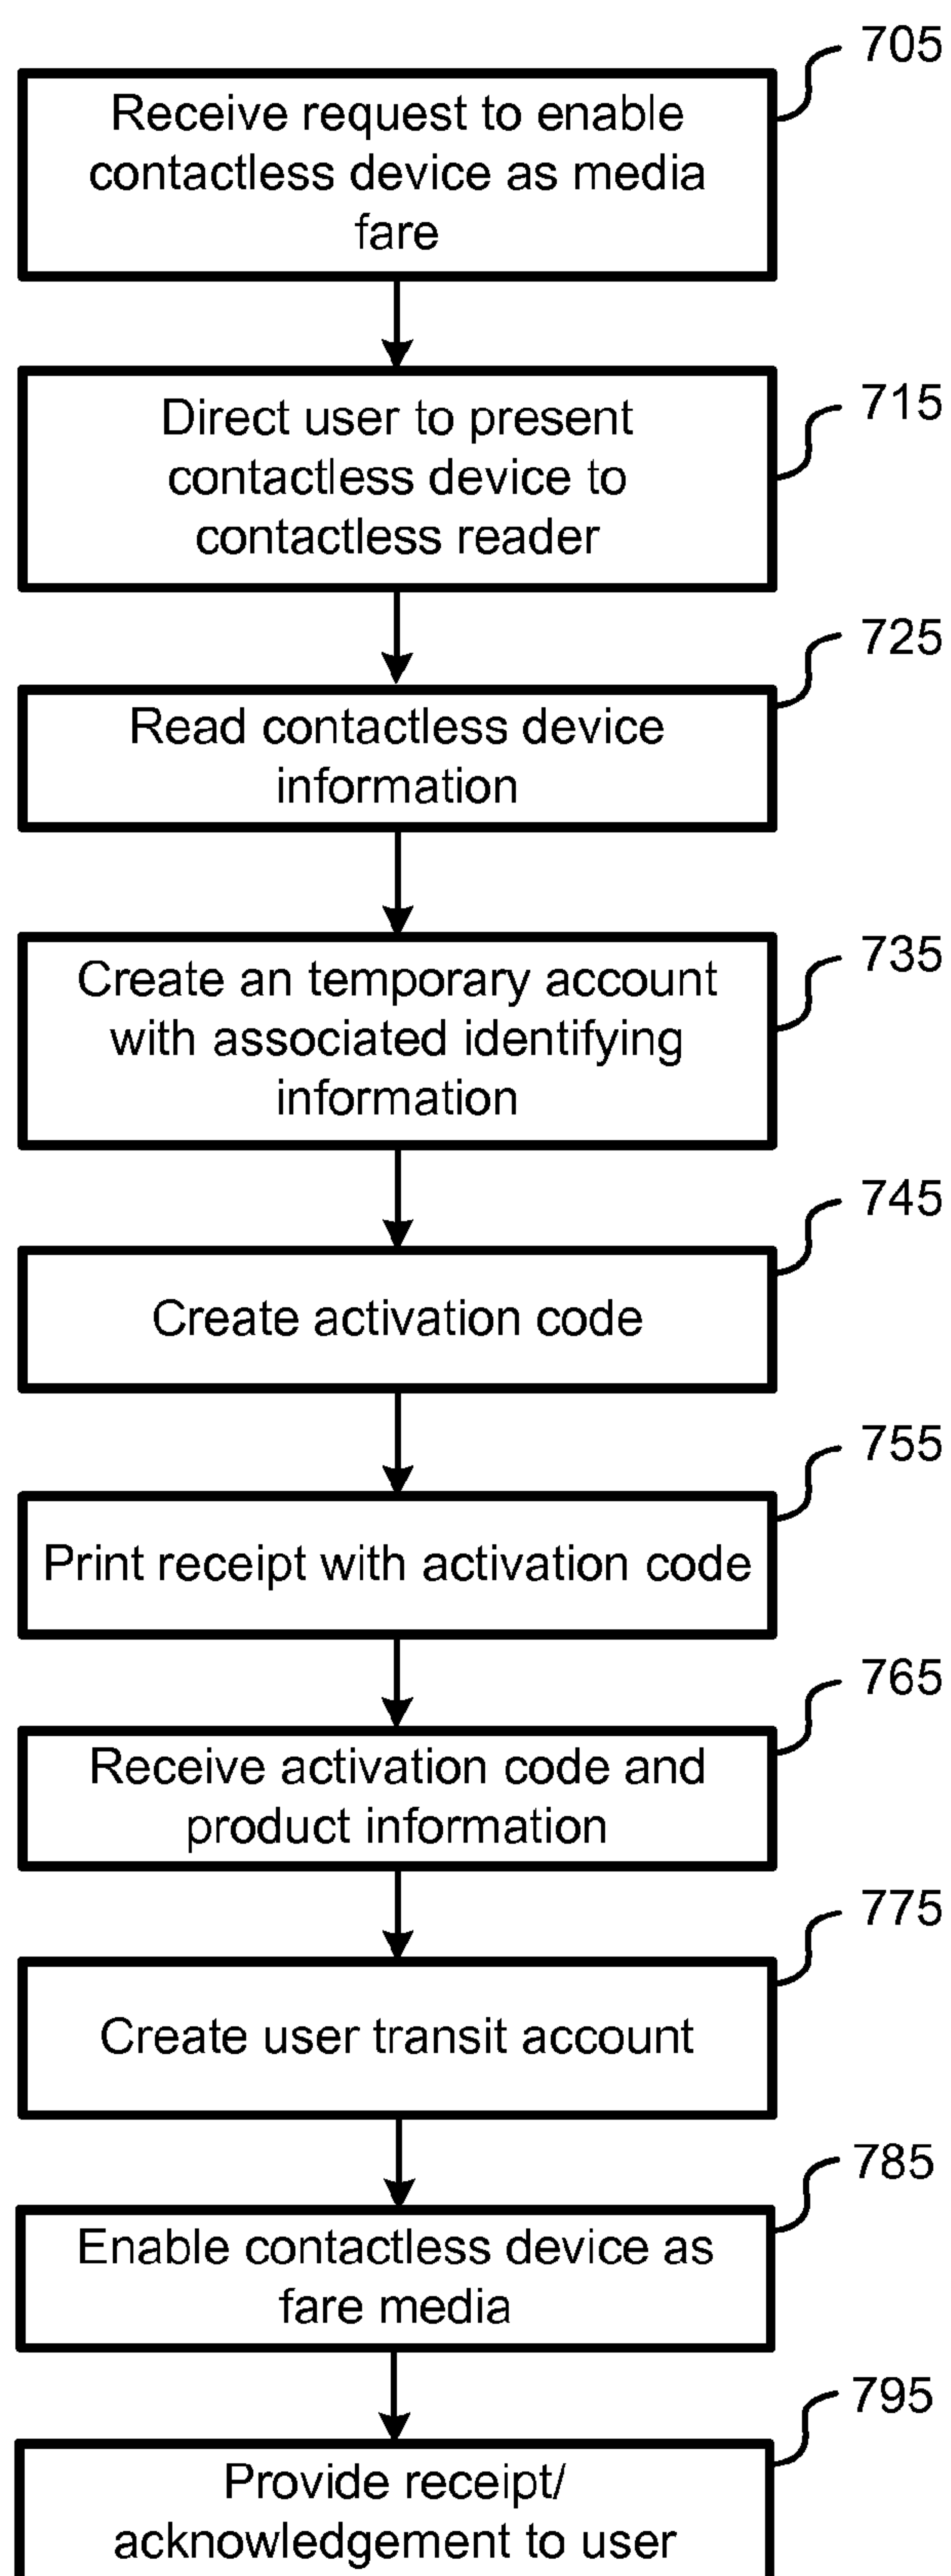 705
Receive request to enable
contactless device as media
fare
715
Direct user to present
contactless device to
contactless reader
725
Read contactless device
information
735
Create an temporary account
with associated identifying
information
745
Create activation code
755
Print receipt with activation code
765
Receive activation code and
product information
775
Create user transit account
785
Enable contactless device as
fare media
795
Provide receipt/
acknowledgement to user